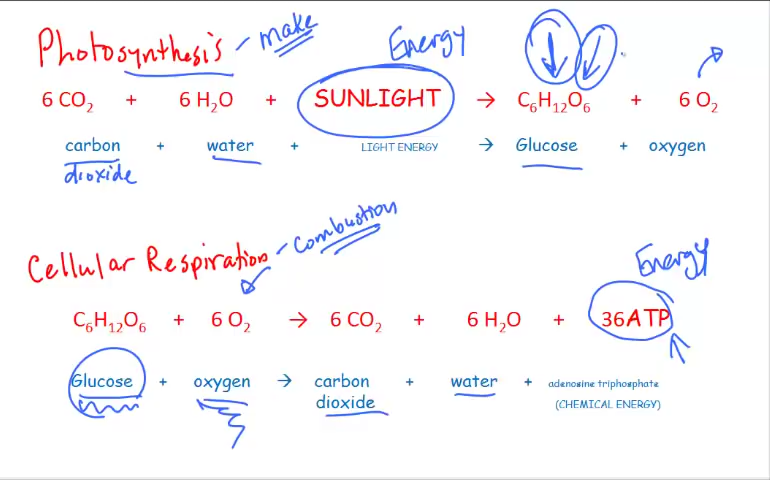 Photosynthesis - make
Energy
6 CO₂ + 6 H₂O + SUNLIGHT → C₆H₁₂O₆ + 6 O₂
carbon + water + LIGHT ENERGY → Glucose + oxygen
dioxide
Cellular Respiration - Combustion
Energy
C₆H₁₂O₆ + 6 O₂ → 6 CO₂ + 6 H₂O + 36ATP
Glucose + oxygen → carbon + water + adenosine triphosphate
dioxide (CHEMICAL ENERGY)